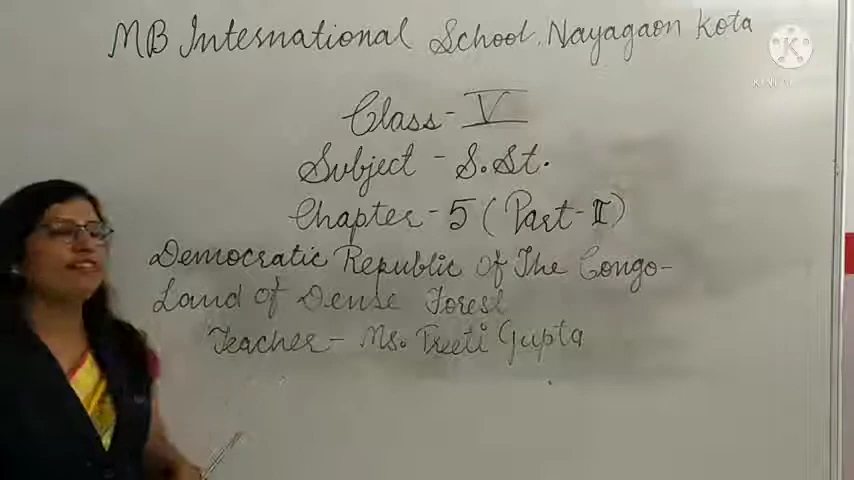 MB International School, Nayagaon Kota
Class - V
Subject - S.St.
Chapter - 5 (Part - II)
Democratic Republic Of The Congo-
Land of Dense Forest
Teacher - Ms. Preeti Gupta
K